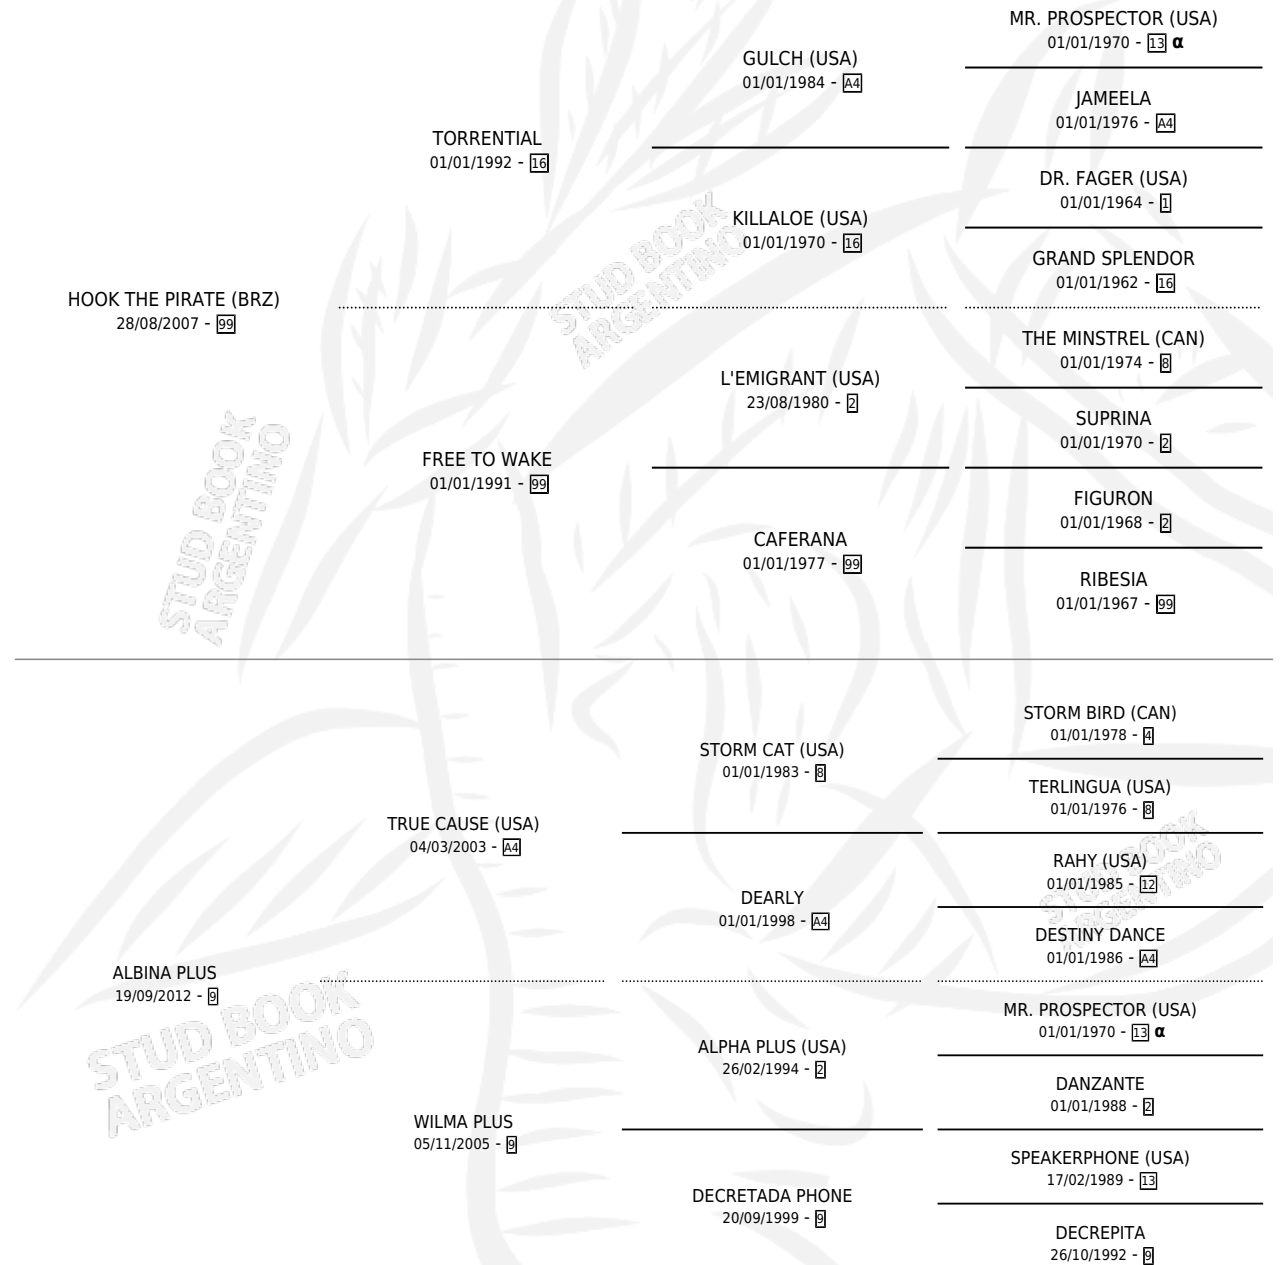 MR. PROSPECTOR (USA)
01/01/1970 - 13 α
GULCH (USA)
01/01/1984 - A4
JAMEELA
01/01/1976 - A4
TORRENTIAL
01/01/1992 - 16
DR. FAGER (USA)
01/01/1964 - 1
KILLALOE (USA)
01/01/1970 - 16
GRAND SPLENDOR
01/01/1962 - 16
HOOK THE PIRATE (BRZ)
28/08/2007 - 99
THE MINSTREL (CAN)
01/01/1974 - 8
L'EMIGRANT (USA)
23/08/1980 - 2
SUPRINA
01/01/1970 - 2
FREE TO WAKE
01/01/1991 - 99
FIGURON
01/01/1968 - 2
CAFERANA
01/01/1977 - 99
RIBESIA
01/01/1967 - 99
STORM BIRD (CAN)
01/01/1978 - 4
STORM CAT (USA)
01/01/1983 - 8
TERLINGUA (USA)
01/01/1976 - 8
TRUE CAUSE (USA)
04/03/2003 - A4
RAHY (USA)
01/01/1985 - 12
DEARLY
01/01/1998 - A4
DESTINY DANCE
01/01/1986 - A4
ALBINA PLUS
19/09/2012 - 9
MR. PROSPECTOR (USA)
01/01/1970 - 13 α
ALPHA PLUS (USA)
26/02/1994 - 2
DANZANTE
01/01/1988 - 2
WILMA PLUS
05/11/2005 - 9
SPEAKERPHONE (USA)
17/02/1989 - 13
DECRETADA PHONE
20/09/1999 - 9
DECREPITA
26/10/1992 - 9
STUD BOOK
ARGENTINO
STUD BOOK
ARGENTINO
STUD BOOK
ARGENTINO
STUD BOOK
ARGENTINO